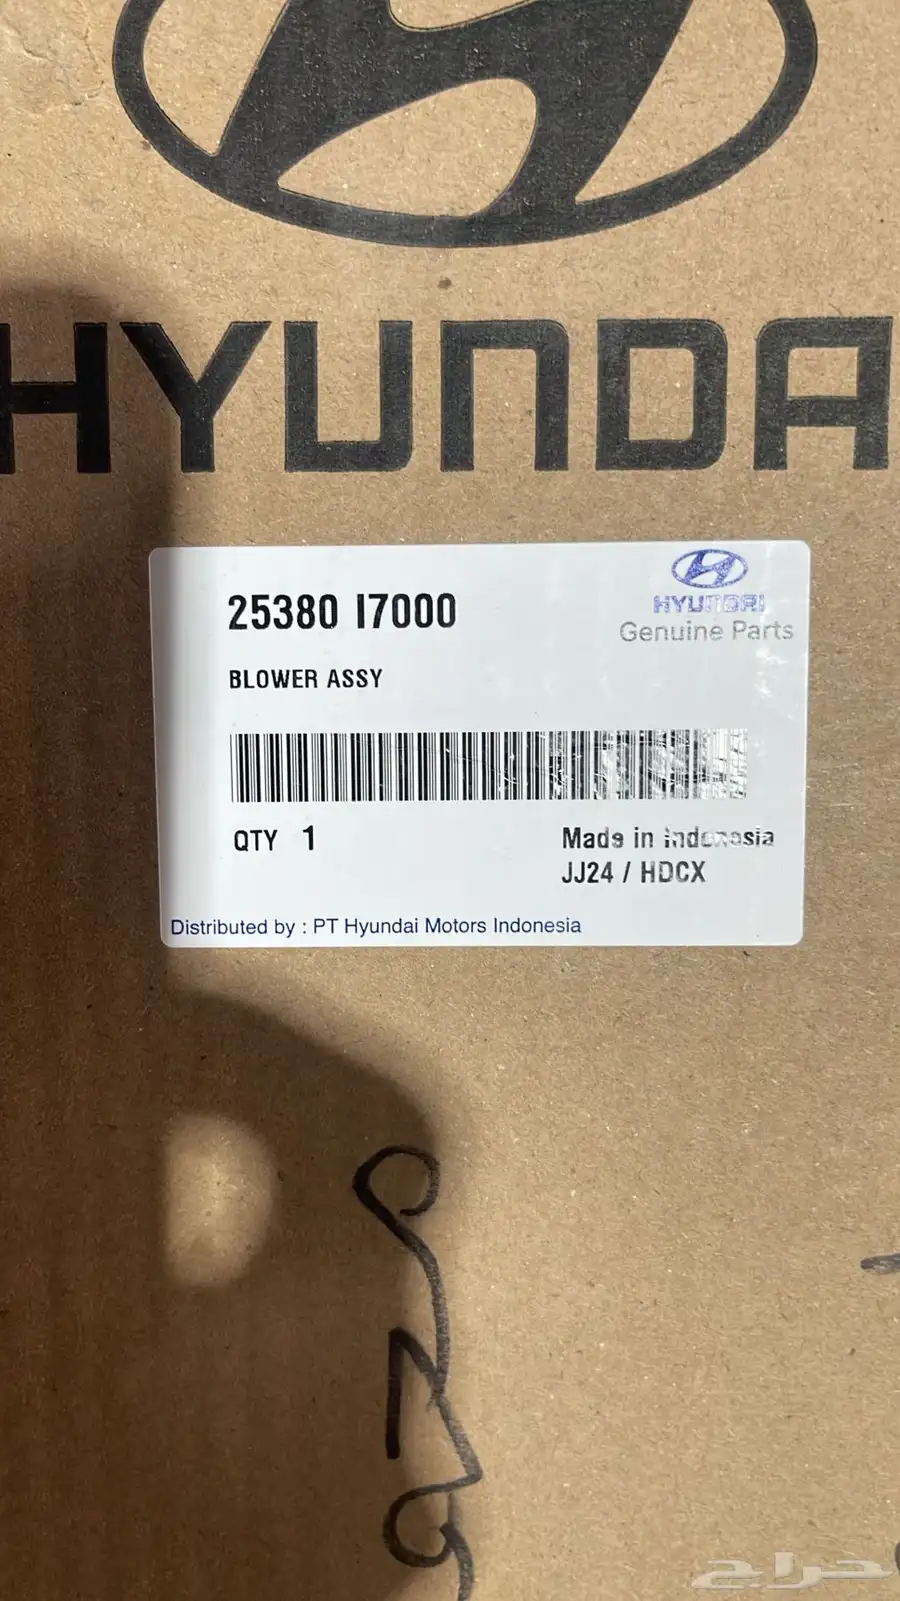 HYUNDA
HYUNDAI
Genuine Parts
25380 I7000
BLOWER ASSY
QTY 1
Made in Indonesia
JJ24 / HDCX
Distributed by : PT Hyundai Motors Indonesia
حراج